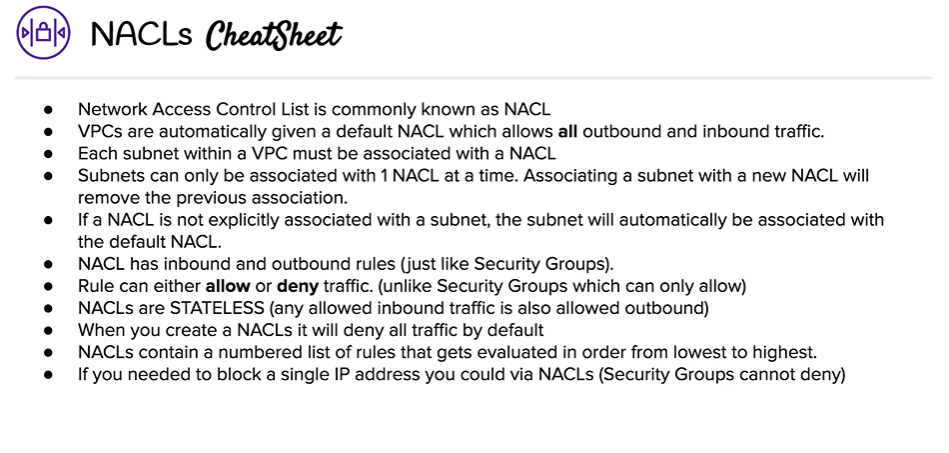 NACLs CheatSheet
● Network Access Control List is commonly known as NACL
● VPCs are automatically given a default NACL which allows all outbound and inbound traffic.
● Each subnet within a VPC must be associated with a NACL
● Subnets can only be associated with 1 NACL at a time. Associating a subnet with a new NACL will
remove the previous association.
● If a NACL is not explicitly associated with a subnet, the subnet will automatically be associated with
the default NACL.
● NACL has inbound and outbound rules (just like Security Groups).
● Rule can either allow or deny traffic. (unlike Security Groups which can only allow)
● NACLs are STATELESS (any allowed inbound traffic is also allowed outbound)
● When you create a NACLs it will deny all traffic by default
● NACLs contain a numbered list of rules that gets evaluated in order from lowest to highest.
● If you needed to block a single IP address you could via NACLs (Security Groups cannot deny)